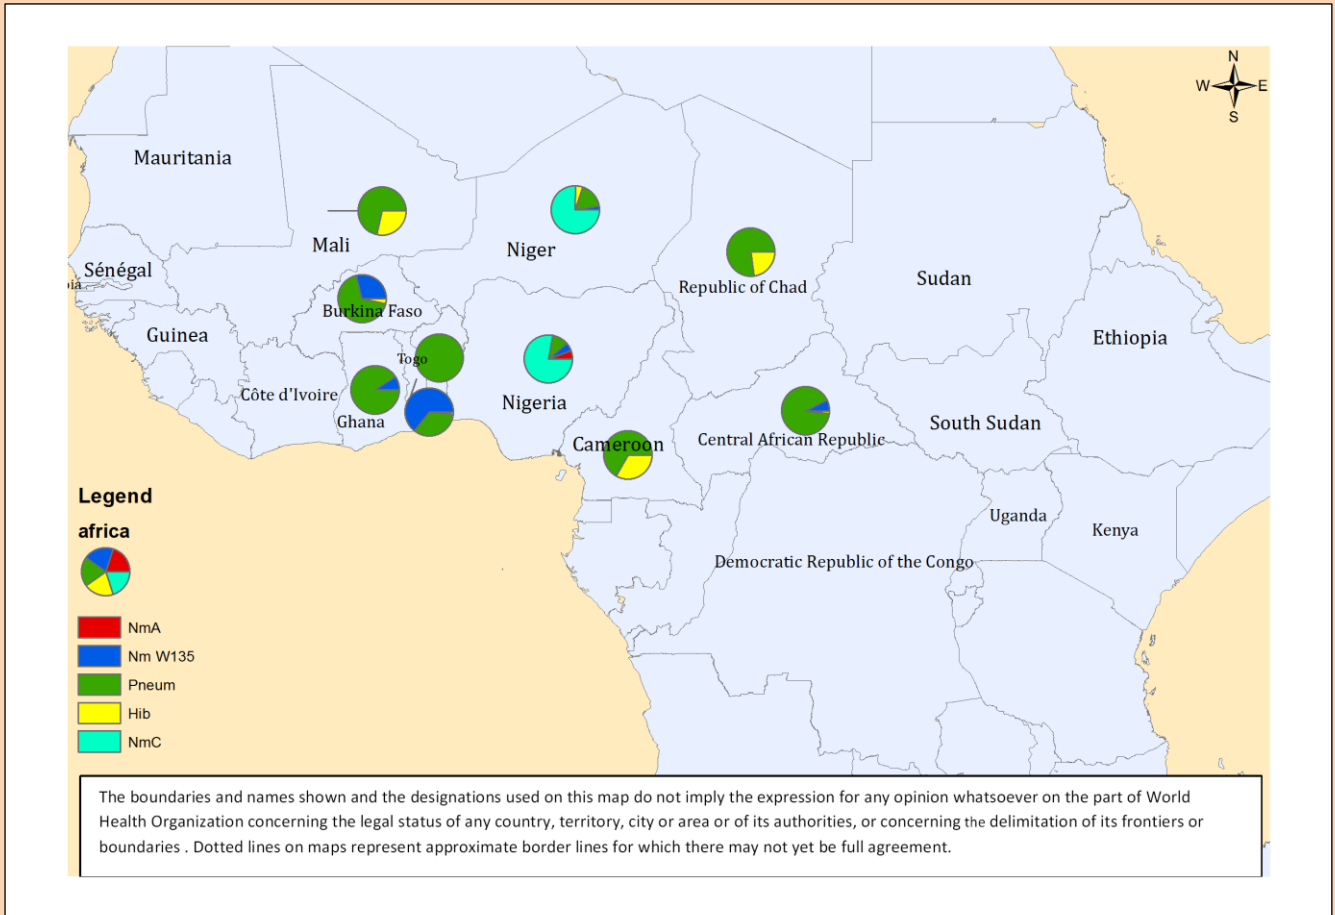 N
W E
S
Mauritania
Mali
Niger
Sénégal
Republic of Chad
Sudan
Burkina Faso
Guinea
Ethiopia
Togo
Côte d'Ivoire
Nigeria
Ghana
South Sudan
Central African Republic
Cameroon
Legend
africa
Uganda
Kenya
Democratic Republic of the Congo
NmA
Nm W135
Pneum
Hib
NmC
The boundaries and names shown and the designations used on this map do not imply the expression for any opinion whatsoever on the part of World
Health Organization concerning the legal status of any country, territory, city or area or of its authorities, or concerning the delimitation of its frontiers or
boundaries . Dotted lines on maps represent approximate border lines for which there may not yet be full agreement.